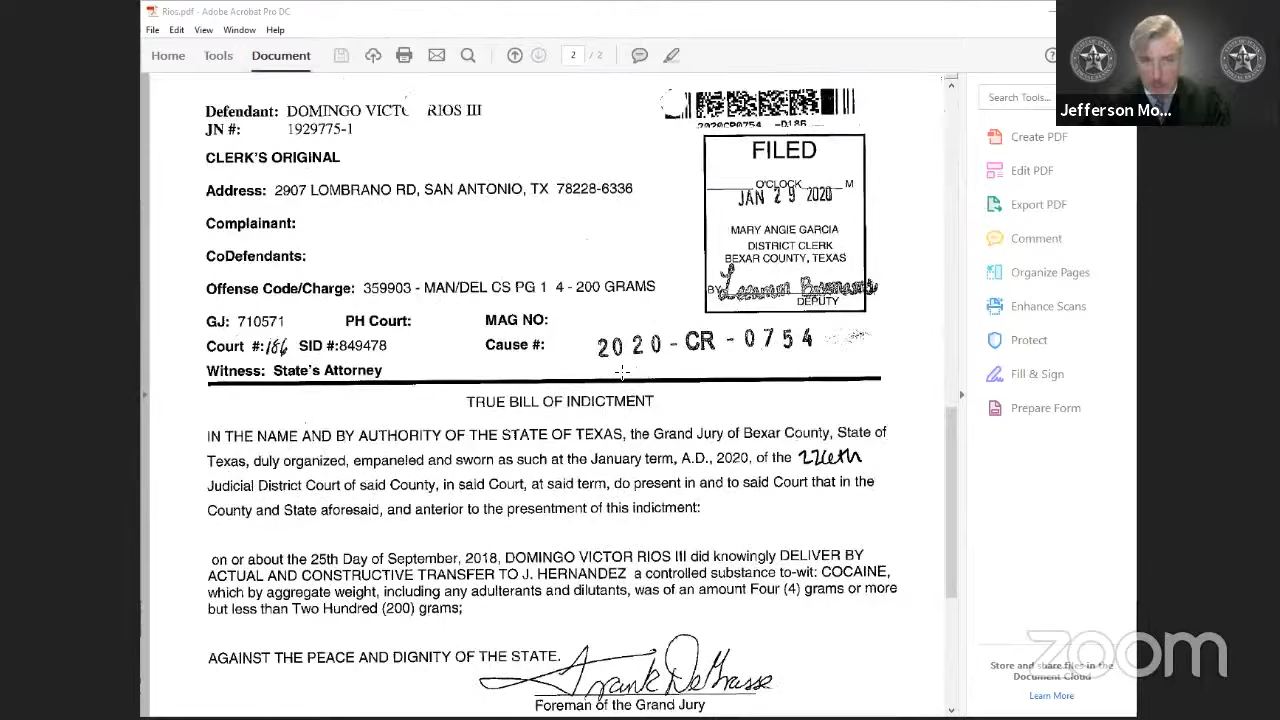 Rios.pdf - Adobe Acrobat Pro DC
File Edit View Window Help
Home Tools Document 2 / 2
Jefferson Mo...
Defendant: DOMINGO VICTO RIOS III
JN #: 1929775-1
CLERK'S ORIGINAL
Address: 2907 LOMBRANO RD, SAN ANTONIO, TX 78228-6336
Complainant:
CoDefendants:
Offense Code/Charge: 359903 - MAN/DEL CS PG 1 4 - 200 GRAMS
GJ: 710571 PH Court: MAG NO:
Court #: 186 SID #:849478 Cause #: 2020-CR-0754
Witness: State's Attorney
2020CR0754 -D186
FILED
O'CLOCK M
JAN 29 2020
MARY ANGIE GARCIA
DISTRICT CLERK
BEXAR COUNTY, TEXAS
BY
DEPUTY
TRUE BILL OF INDICTMENT
IN THE NAME AND BY AUTHORITY OF THE STATE OF TEXAS, the Grand Jury of Bexar County, State of
Texas, duly organized, empaneled and sworn as such at the January term, A.D., 2020, of the
Judicial District Court of said County, in said Court, at said term, do present in and to said Court that in the
County and State aforesaid, and anterior to the presentment of this indictment:
on or about the 25th Day of September, 2018, DOMINGO VICTOR RIOS III did knowingly DELIVER BY
ACTUAL AND CONSTRUCTIVE TRANSFER TO J. HERNANDEZ a controlled substance to-wit: COCAINE,
which by aggregate weight, including any adulterants and dilutants, was of an amount Four (4) grams or more
but less than Two Hundred (200) grams;
AGAINST THE PEACE AND DIGNITY OF THE STATE.
Frank DeGrasse
Foreman of the Grand Jury
Search Tools...
Create PDF
Edit PDF
Export PDF
Comment
Organize Pages
Enhance Scans
Protect
Fill & Sign
Prepare Form
Store and share files in the
Document Cloud
Learn More
zoom